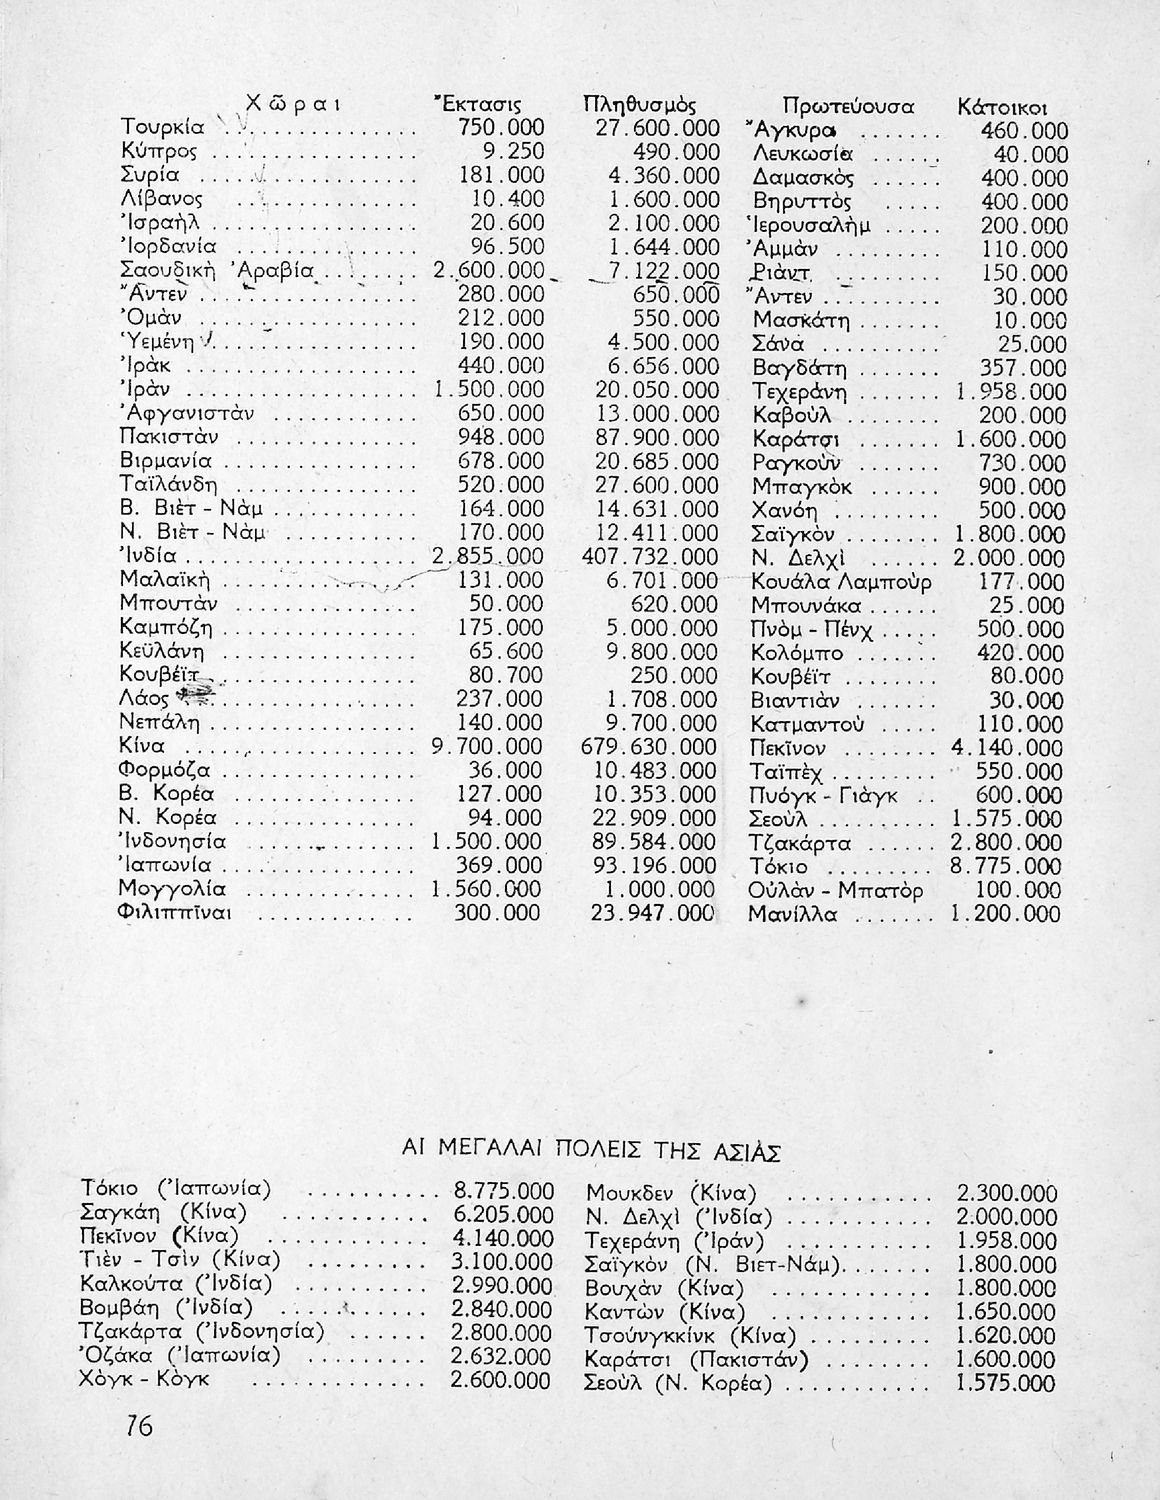 Χῶραι Ἔκτασις Πληθυσμὸς Πρωτεύουσα Κάτοικοι
Τουρκία .............. 750.000 27.600.000 Ἄγκυρα ....... 460.000
Κύπρος .............. 9.250 490.000 Λευκωσία ...... 40.000
Συρία .............. 181.000 4.360.000 Δαμασκὸς ...... 400.000
Λίβανος .............. 10.400 1.600.000 Βηρυττὸς ..... 400.000
Ἰσραὴλ .............. 20.600 2.100.000 Ἱερουσαλὴμ ..... 200.000
Ἰορδανία .............. 96.500 1.644.000 Ἀμμὰν ......... 110.000
Σαουδικὴ Ἀραβία ....... 2.600.000 7.122.000 Ριὰντ ......... 150.000
Ἄντεν .............. 280.000 650.000 Ἄντεν ......... 30.000
Ὁμὰν .............. 212.000 550.000 Μασκάτη ....... 10.000
Ὑεμένη .............. 190.000 4.500.000 Σάνὰ ......... 25.000
Ἰρὰκ .............. 440.000 6.656.000 Βαγδάτη ....... 357.000
Ἰρὰν .............. 1.500.000 20.050.000 Τεχεράνη ....... 1.958.000
Ἀφγανιστὰν ............ 650.000 13.000.000 Καβοὺλ ........ 200.000
Πακιστὰν .............. 948.000 87.900.000 Καράτσι ....... 1.600.000
Βιρμανία .............. 678.000 20.685.000 Ραγκοὺν ....... 730.000
Ταϊλάνδη .............. 520.000 27.600.000 Μπαγκὸκ ...... 900.000
Β. Βιὲτ - Νὰμ ............ 164.000 14.631.000 Χανόη ......... 500.000
Ν. Βιὲτ - Νὰμ ........... 170.000 12.411.000 Σαϊγκὸν ........ 1.800.000
Ἰνδία .............. 2.855.000 407.732.000 Ν. Δελχὶ ...... 2.000.000
Μαλαϊκὴ .............. 131.000 6.701.000 Κουάλα Λαμποὺρ 177.000
Μπουτὰν .............. 50.000 620.000 Μπουνάκα ...... 25.000
Καμπόζη .............. 175.000 5.000.000 Πνὸμ - Πένχ ..... 500.000
Κεϋλάνη .............. 65.600 9.800.000 Κολόμπο ....... 420.000
Κουβέϊτ .............. 80.700 250.000 Κουβέϊτ ........ 80.000
Λάος .............. 237.000 1.708.000 Βιαντιὰν ....... 30.000
Νεπάλη .............. 140.000 9.700.000 Κατμαντοὺ ..... 110.000
Κίνα .............. 9.700.000 679.630.000 Πεκῖνον ....... 4.140.000
Φορμόζα .............. 36.000 10.483.000 Ταϊπὲχ ........ 550.000
Β. Κορέα .............. 127.000 10.353.000 Πυόγκ - Γιὰγκ .. 600.000
Ν. Κορέα .............. 94.000 22.909.000 Σεοὺλ .......... 1.575.000
Ἰνδονησία ............ 1.500.000 89.584.000 Τζακάρτα ...... 2.800.000
Ἰαπωνία .............. 369.000 93.196.000 Τόκιο ......... 8.775.000
Μογγολία ............ 1.560.000 1.000.000 Οὐλὰν - Μπατὸρ 100.000
Φιλιππῖναι ............ 300.000 23.947.000 Μανίλλα ....... 1.200.000
ΑΙ ΜΕΓΑΛΑΙ ΠΟΛΕΙΣ ΤΗΣ ΑΣΙΑΣ
Τόκιο (Ἰαπωνία) .......... 8.775.000 Μουκδεν (Κίνα) ........... 2.300.000
Σαγκάη (Κίνα) ........... 6.205.000 Ν. Δελχὶ (Ἰνδία) ........... 2.000.000
Πεκῖνον (Κίνα) ............ 4.140.000 Τεχεράνη (Ἰράν) ........... 1.958.000
Τιὲν - Τσὶν (Κίνα) ......... 3.100.000 Σαϊγκὸν (Ν. Βιετ-Νάμ)....... 1.800.000
Καλκούτα (Ἰνδία) .......... 2.990.000 Βουχὰν (Κίνα) ............ 1.800.000
Βομβάη (Ἰνδία) ........... 2.840.000 Καντὼν (Κίνα) ............ 1.650.000
Τζακάρτα (Ἰνδονησία) ...... 2.800.000 Τσούνγκκίνκ (Κίνα) ......... 1.620.000
Ὀζάκα (Ἰαπωνία) ......... 2.632.000 Καράτσι (Πακιστάν) ........ 1.600.000
Χὸγκ - Κὸγκ ............. 2.600.000 Σεοὺλ (Ν. Κορέα) ........... 1.575.000
76